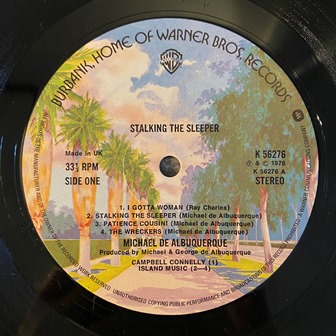 BURBANK, HOME OF WARNER BROS. RECORDS
STALKING THE SLEEPER
Made in UK
33⅓ RPM
SIDE ONE
K 56276
℗ & © 1976
K 56276 A
STEREO
1. I GOTTA WOMAN (Ray Charles)
2. STALKING THE SLEEPER (Michael de Albuquerque)
3. PATIENCE COUSIN! (Michael de Albuquerque)
4. THE WRECKERS (Michael de Albuquerque)
MICHAEL DE ALBUQUERQUE
Produced by Michael & George de Albuquerque
CAMPBELL CONNELLY (1)
ISLAND MUSIC (2—4)
UNAUTHORISED COPYING PUBLIC PERFORMANCE AND BROADCASTING